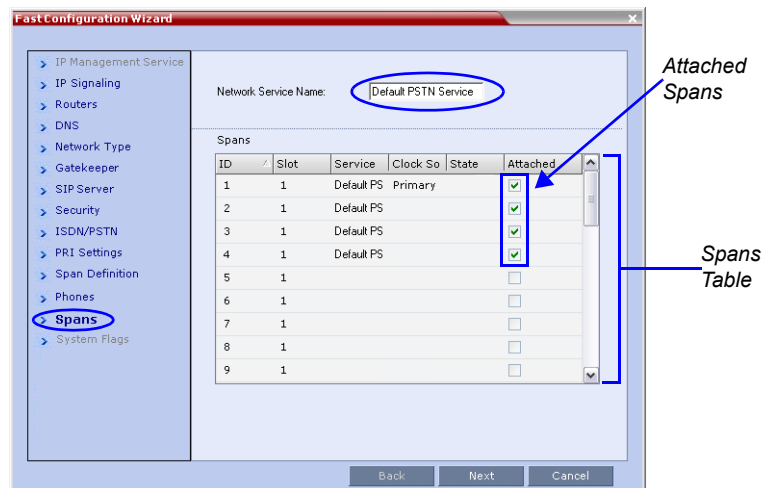 Fast Configuration Wizard
IP Management Service
IP Signaling
Routers
DNS
Network Type
Gatekeeper
SIP Server
Security
ISDN/PSTN
PRI Settings
Span Definition
Phones
Spans
System Flags
Network Service Name: Default PSTN Service
Spans
ID Slot Service Clock So State Attached
1 1 Default PS Primary
2 1 Default PS
3 1 Default PS
4 1 Default PS
5 1
6 1
7 1
8 1
9 1
Back Next Cancel
Attached
Spans
Spans
Table